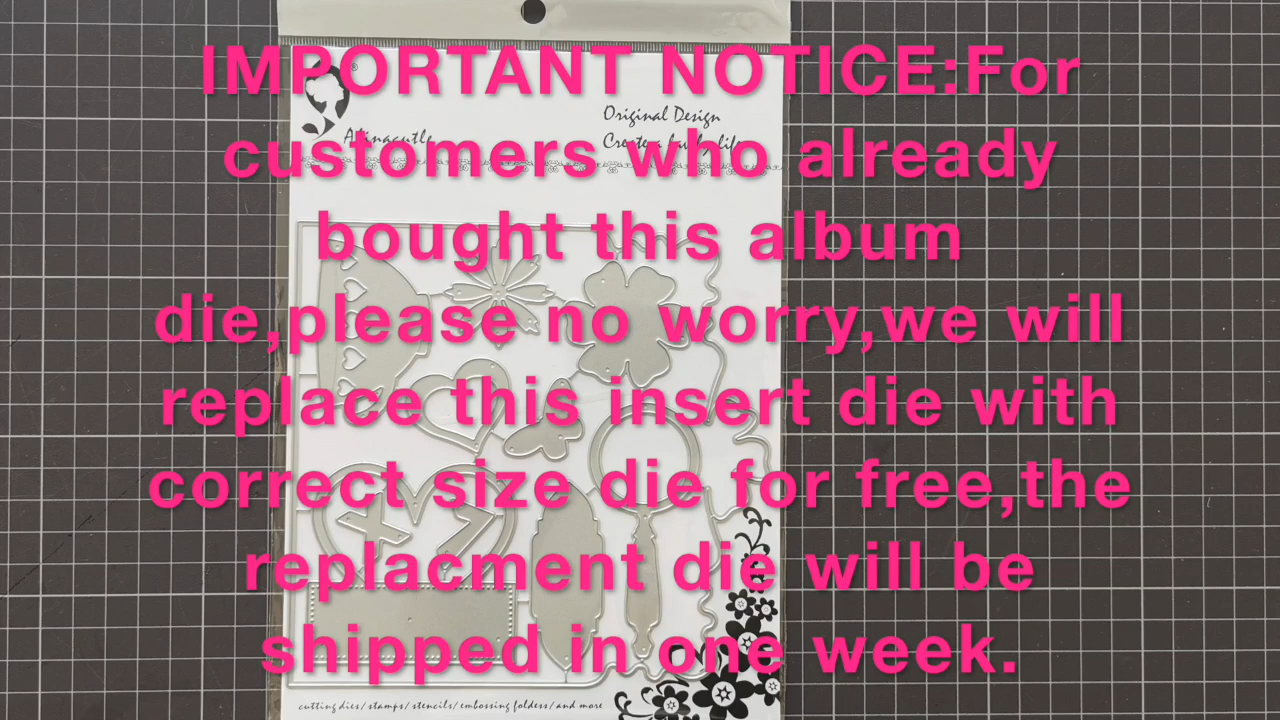 IMPORTANT NOTICE:For
customers who already
bought this album
die,please no worry,we will
replace this insert die with
correct size die for free,the
replacment die will be
shipped in one week.
Original Design
cutting dies/ stamps/ stencils/ embossing folders/ and more